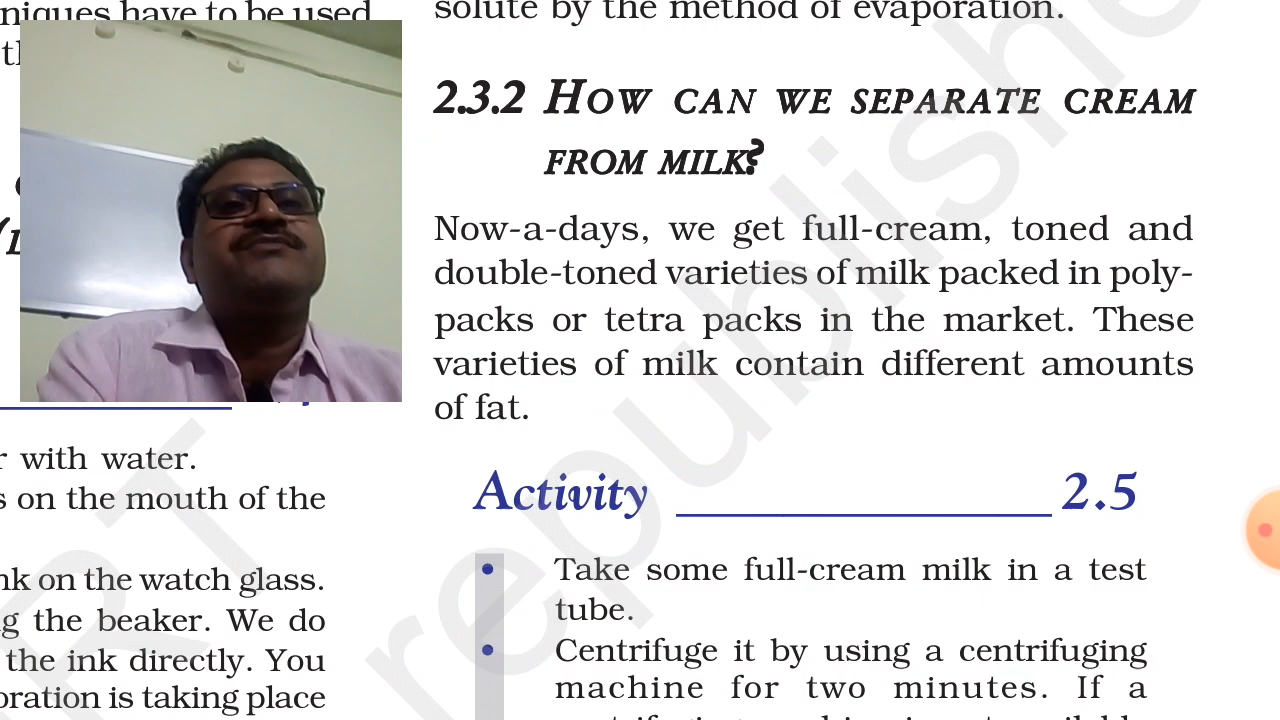 niques have to be used
r with water.
s on the mouth of the
nk on the watch glass.
g the beaker. We do
the ink directly. You
oration is taking place
solute by the method of evaporation.
2.3.2 HOW CAN WE SEPARATE CREAM
FROM MILK?
Now-a-days, we get full-cream, toned and
double-toned varieties of milk packed in poly-
packs or tetra packs in the market. These
varieties of milk contain different amounts
of fat.
Activity 2.5
• Take some full-cream milk in a test
tube.
• Centrifuge it by using a centrifuging
machine for two minutes. If a
republishe